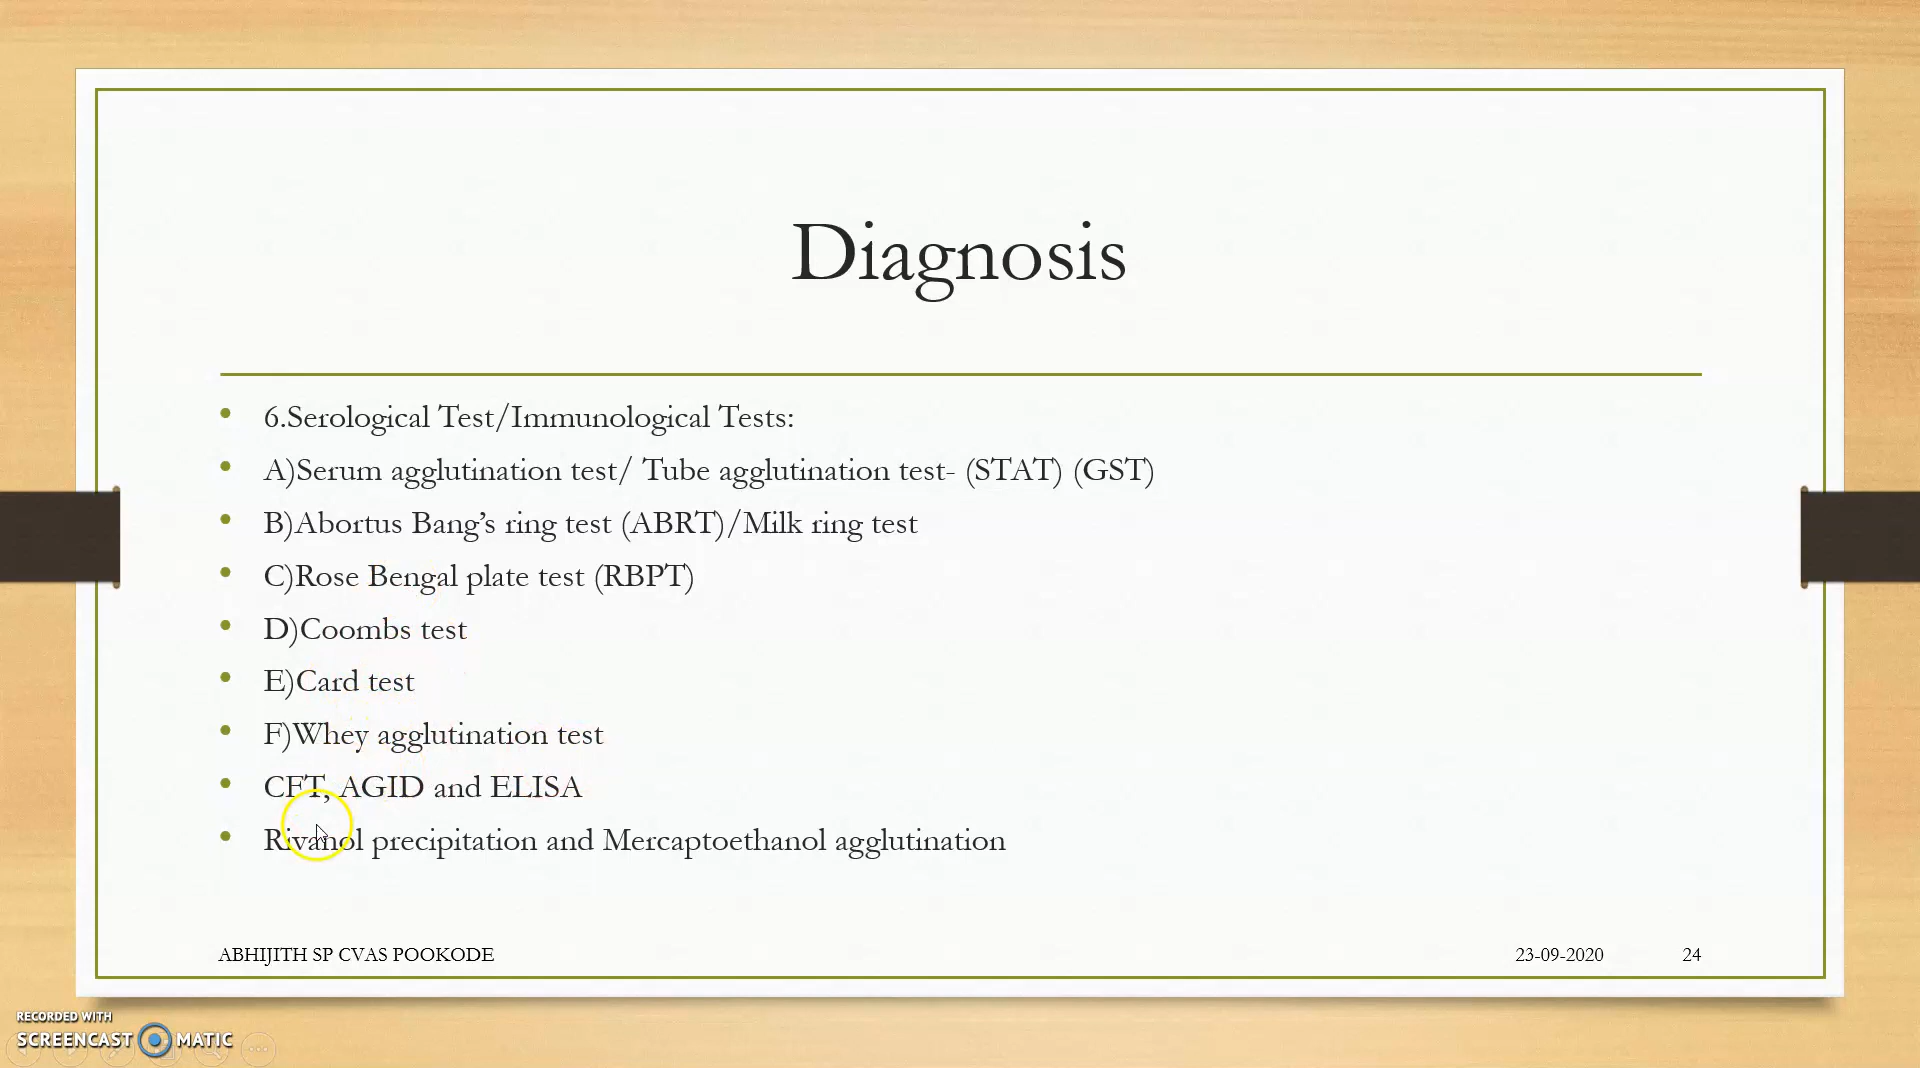 Diagnosis
6.Serological Test/Immunological Tests:
A)Serum agglutination test/ Tube agglutination test- (STAT) (GST)
B)Abortus Bang’s ring test (ABRT)/Milk ring test
C)Rose Bengal plate test (RBPT)
D)Coombs test
E)Card test
F)Whey agglutination test
CFT, AGID and ELISA
Rivanol precipitation and Mercaptoethanol agglutination
ABHIJITH SP CVAS POOKODE 23-09-2020 24
RECORDED WITH
SCREENCAST MATIC